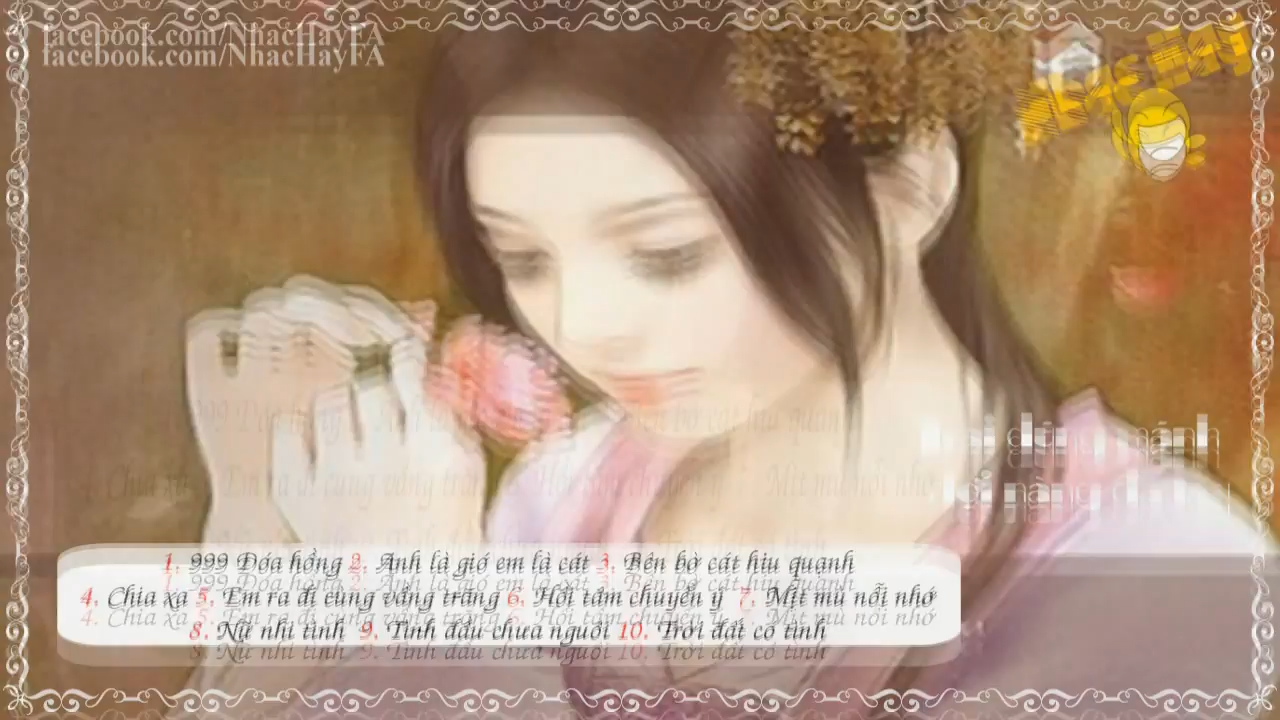 facebook.com/NhacHayFA
facebook.com/NhacHayFA
Nhạc Hay
1. 999 Đóa hồng 2. Anh là gió em là cát 3. Bên bờ cát hiu quạnh
4. Chia xa 5. Em ra đi cùng vầng trăng 6. Hồi tâm chuyển ý 7. Mịt mù nỗi nhớ
8. Nữ nhi tình 9. Tình đầu chưa nguôi 10. Trời đất có tình